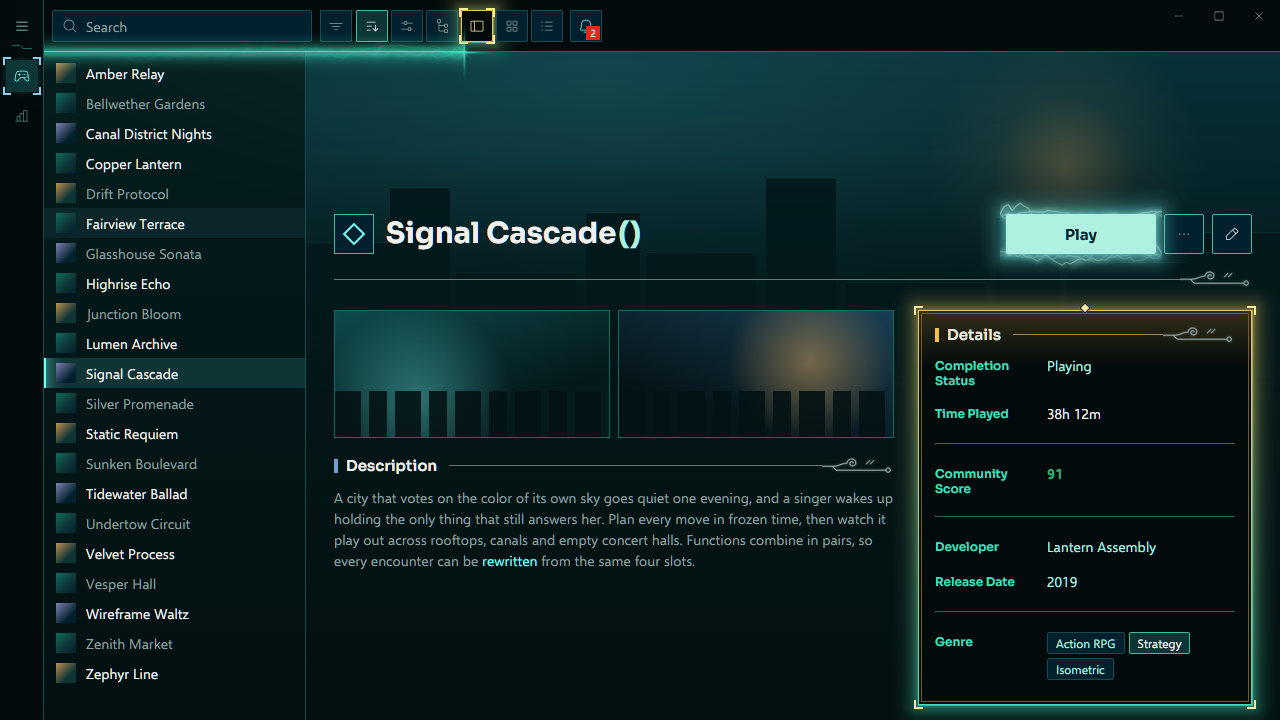 Search
2
Amber Relay
Bellwether Gardens
Canal District Nights
Copper Lantern
Drift Protocol
Fairview Terrace
Glasshouse Sonata
Highrise Echo
Junction Bloom
Lumen Archive
Signal Cascade
Silver Promenade
Static Requiem
Sunken Boulevard
Tidewater Ballad
Undertow Circuit
Velvet Process
Vesper Hall
Wireframe Waltz
Zenith Market
Zephyr Line
Signal Cascade()
Play
Description
A city that votes on the color of its own sky goes quiet one evening, and a singer wakes up
holding the only thing that still answers her. Plan every move in frozen time, then watch it
play out across rooftops, canals and empty concert halls. Functions combine in pairs, so
every encounter can be rewritten from the same four slots.
Details
Completion
Status
Playing
Time Played
38h 12m
Community
Score
91
Developer
Lantern Assembly
Release Date
2019
Genre
Action RPG
Strategy
Isometric